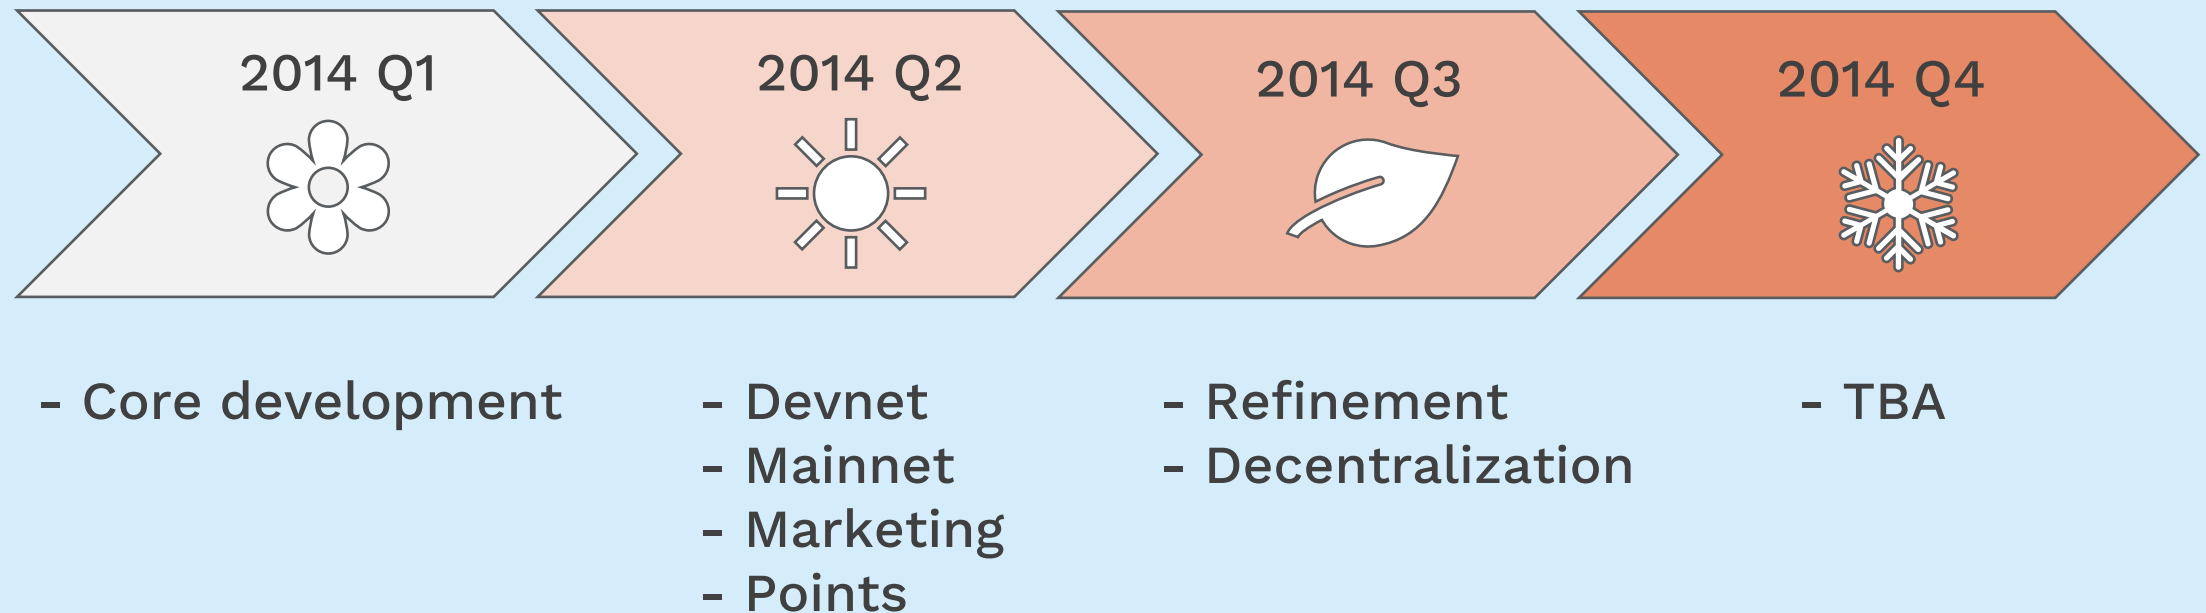 2014 Q1
2014 Q2
2014 Q3
2014 Q4
- Core development
- Devnet
- Mainnet
- Marketing
- Points
- Refinement
- Decentralization
- TBA